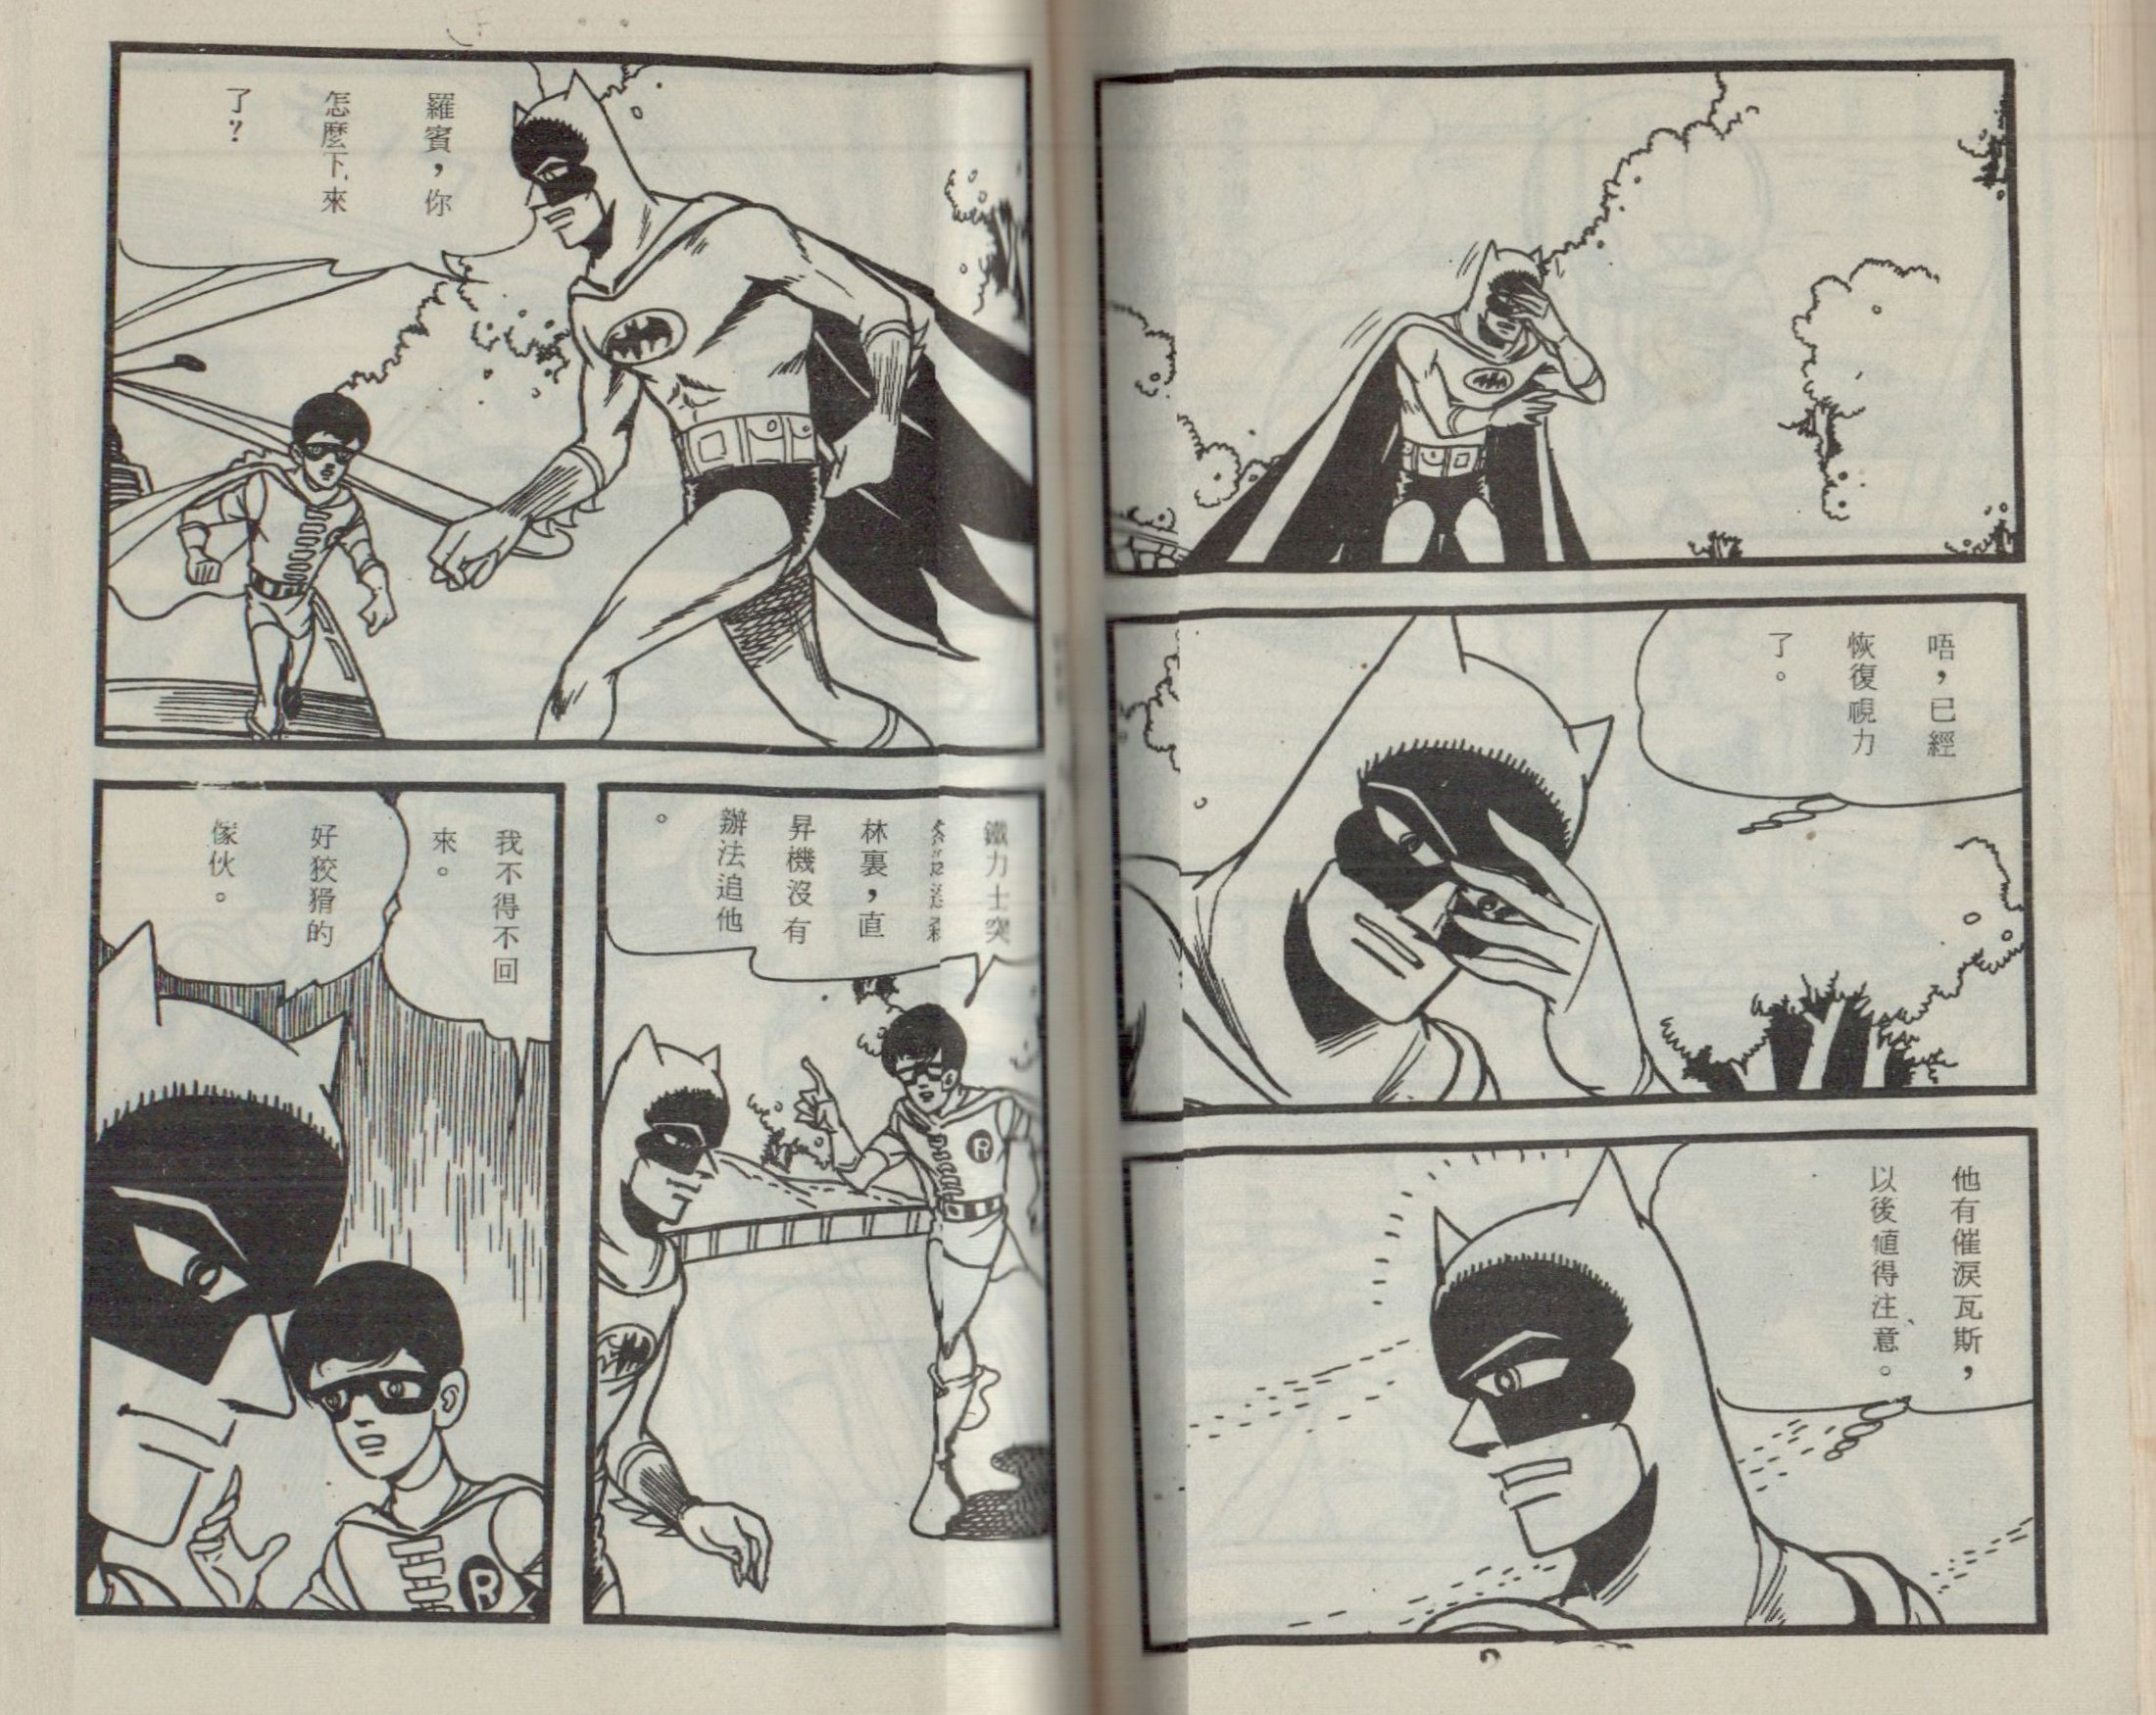 唔，已經
恢復視力
了。
他有催淚瓦斯，
以後値得注意。
羅賓，你
怎麼下來
了？
鐵力士突
林裏，直
昇機沒有
辦法追他
。
R
我不得不回
來。
好狡猾的
傢伙。
R